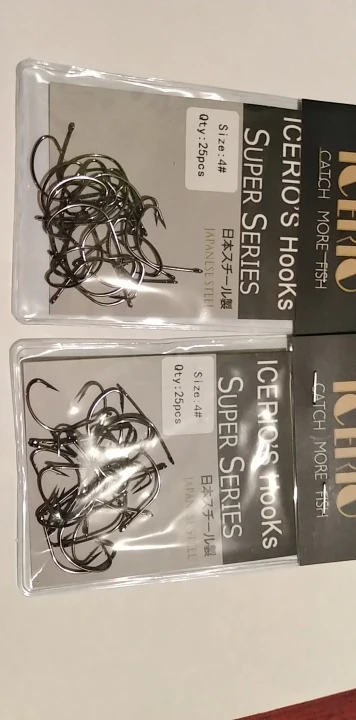 ICERIO
CATCH MORE FISH
ICERIO'S HooKs
SUPER SERIES
Size:4#
Qty:25pcs
日本スチール製
JAPANESE STEEL
ICERIO
CATCH MORE FISH
ICERIO'S HooKs
SUPER SERIES
Size:4#
Qty:25pcs
日本スチール製
JAPANESE STEEL